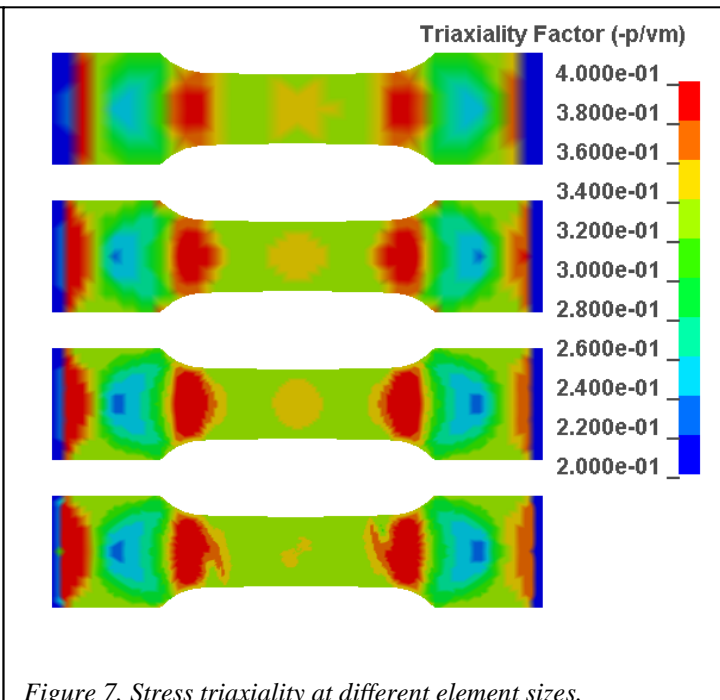 Triaxiality Factor (-p/vm)
4.000e-01
3.800e-01
3.600e-01
3.400e-01
3.200e-01
3.000e-01
2.800e-01
2.600e-01
2.400e-01
2.200e-01
2.000e-01
Figure 7. Stress triaxiality at different element sizes.